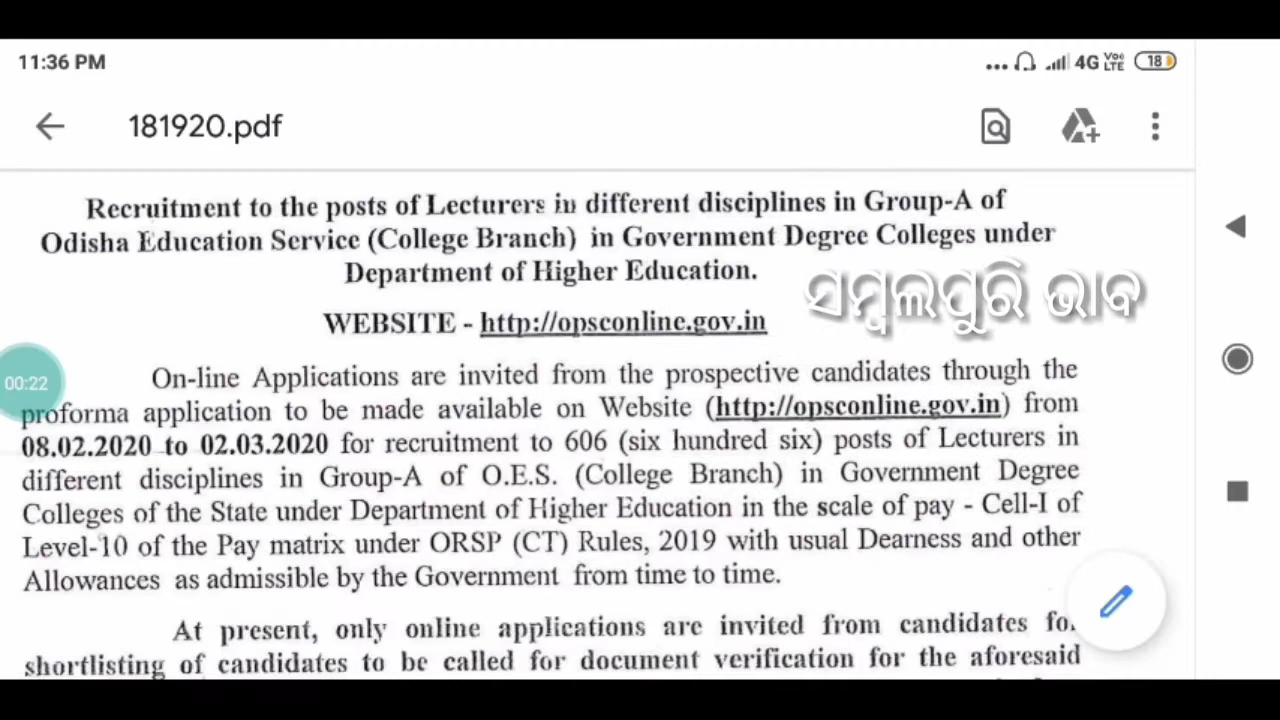 11:36 PM
4G Vo LTE 18
181920.pdf
Recruitment to the posts of Lecturers in different disciplines in Group-A of
Odisha Education Service (College Branch) in Government Degree Colleges under
Department of Higher Education.
ସମ୍ବଲପୁରି ଭାବ
WEBSITE - http://opsconline.gov.in
00:22
On-line Applications are invited from the prospective candidates through the
proforma application to be made available on Website (http://opsconline.gov.in) from
08.02.2020 to 02.03.2020 for recruitment to 606 (six hundred six) posts of Lecturers in
different disciplines in Group-A of O.E.S. (College Branch) in Government Degree
Colleges of the State under Department of Higher Education in the scale of pay - Cell-I of
Level-10 of the Pay matrix under ORSP (CT) Rules, 2019 with usual Dearness and other
Allowances as admissible by the Government from time to time.
At present, only online applications are invited from candidates for
shortlisting of candidates to be called for document verification for the aforesaid